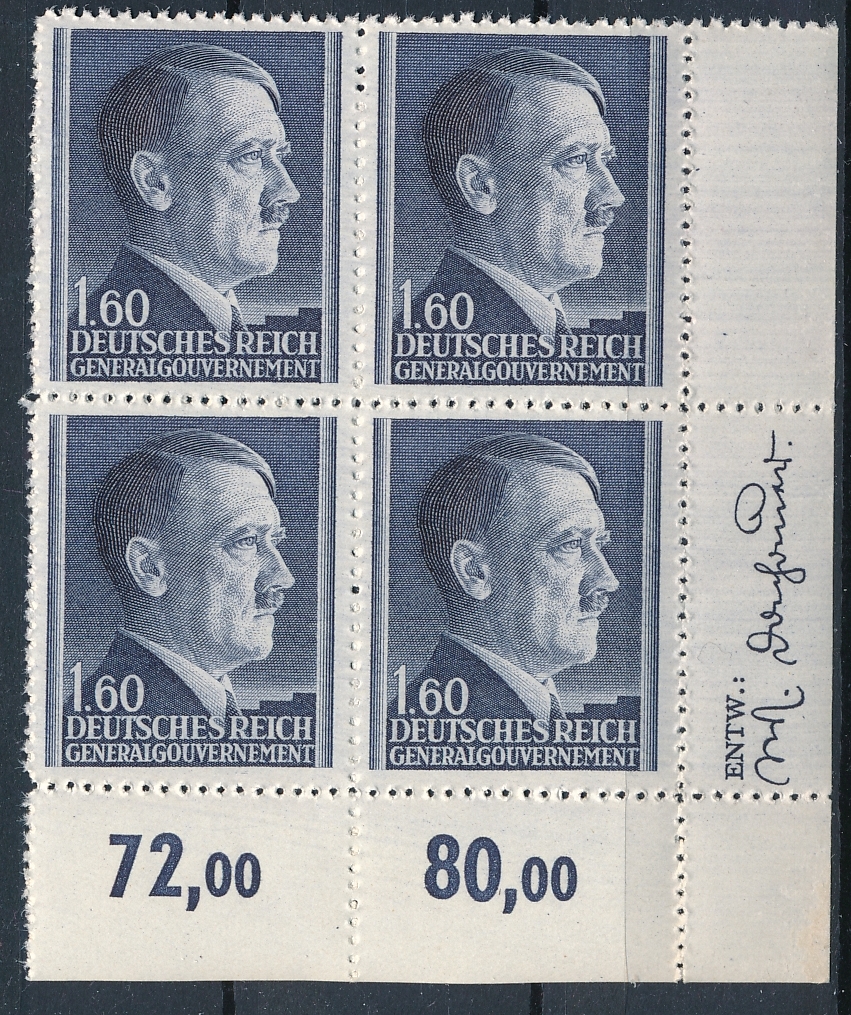 1.60
DEUTSCHES REICH
GENERALGOUVERNEMENT
1.60
DEUTSCHES REICH
GENERALGOUVERNEMENT
1.60
DEUTSCHES REICH
GENERALGOUVERNEMENT
1.60
DEUTSCHES REICH
GENERALGOUVERNEMENT
ENTW.:
72,00
80,00